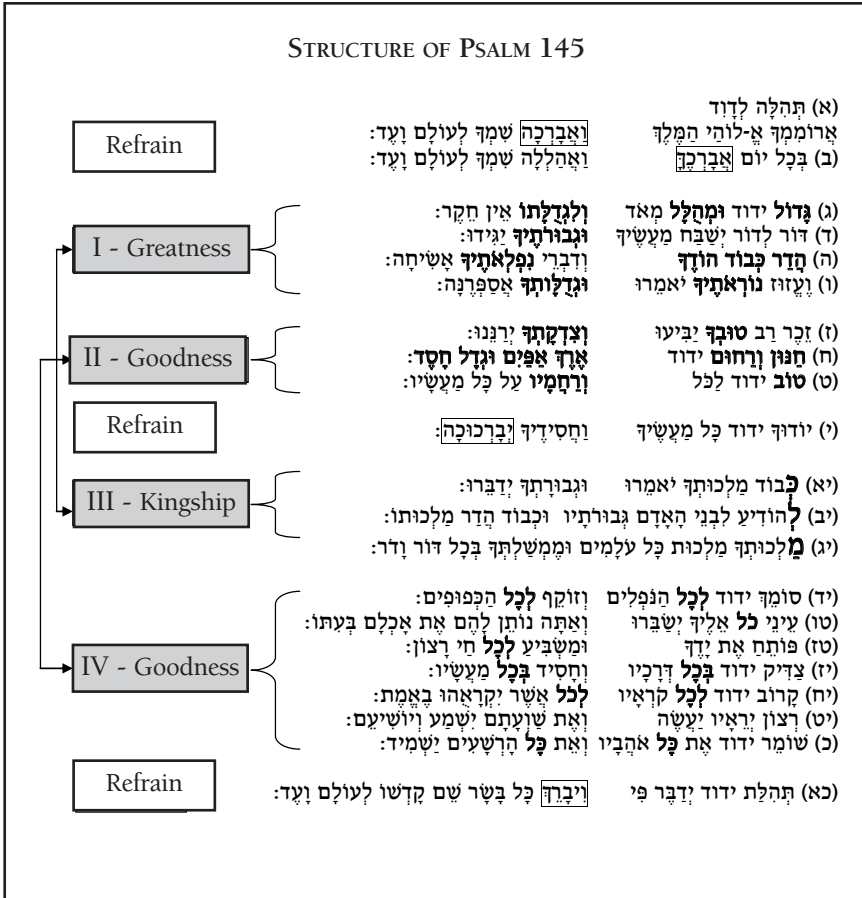 STRUCTURE OF PSALM 145
(א) תְּהִלָּה לְדָוִד
Refrain
אֲרוֹמִמְךָ אֱ-לוֹהַי הַמֶּלֶךְ וַאֲבָרְכָה שִׁמְךָ לְעוֹלָם וָעֶד:
(ב) בְּכָל יוֹם אֲבָרְכֶךָּ וַאֲהַלְלָה שִׁמְךָ לְעוֹלָם וָעֶד:
I - Greatness
(ג) גָּדוֹל ידוד וּמְהֻלָּל מְאֹד וְלִגְדֻלָּתוֹ אֵין חֵקֶר:
(ד) דּוֹר לְדוֹר יְשַׁבַּח מַעֲשֶׂיךָ וּגְבוּרֹתֶיךָ יַגִּידוּ:
(ה) הֲדַר כְּבוֹד הוֹדֶךָ וְדִבְרֵי נִפְלְאֹתֶיךָ אָשִׂיחָה:
(ו) וֶעֱזוּז נוֹרְאֹתֶיךָ יֹאמֵרוּ וּגְדֻלּוֹתְךָ אֲסַפְּרֶנָּה:
II - Goodness
(ז) זֵכֶר רַב טוּבְךָ יַבִּיעוּ וְצִדְקָתְךָ יְרַנֵּנוּ:
(ח) חַנּוּן וְרַחוּם ידוד אֶרֶךְ אַפַּיִם וּגְדָל חָסֶד:
(ט) טוֹב ידוד לַכֹּל וְרַחֲמָיו עַל כָּל מַעֲשָׂיו:
Refrain
(י) יוֹדוּךָ ידוד כָּל מַעֲשֶׂיךָ וַחֲסִידֶיךָ יְבָרְכוּכָה:
III - Kingship
(יא) כְּבוֹד מַלְכוּתְךָ יֹאמֵרוּ וּגְבוּרָתְךָ יְדַבֵּרוּ:
(יב) לְהוֹדִיעַ לִבְנֵי הָאָדָם גְּבוּרֹתָיו וּכְבוֹד הֲדַר מַלְכוּתוֹ:
(יג) מַלְכוּתְךָ מַלְכוּת כָּל עֹלָמִים וּמֶמְשַׁלְתְּךָ בְּכָל דּוֹר וָדֹר:
IV - Goodness
(יד) סוֹמֵךְ ידוד לְכָל הַנֹּפְלִים וְזוֹקֵף לְכָל הַכְּפוּפִים:
(טו) עֵינֵי כֹל אֵלֶיךָ יְשַׂבֵּרוּ וְאַתָּה נוֹתֵן לָהֶם אֶת אָכְלָם בְּעִתּוֹ:
(טז) פּוֹתֵחַ אֶת יָדֶךָ וּמַשְׂבִּיעַ לְכָל חַי רָצוֹן:
(יז) צַדִּיק ידוד בְּכָל דְּרָכָיו וְחָסִיד בְּכָל מַעֲשָׂיו:
(יח) קָרוֹב ידוד לְכָל קֹרְאָיו לְכֹל אֲשֶׁר יִקְרָאֻהוּ בֶאֱמֶת:
(יט) רְצוֹן יְרֵאָיו יַעֲשֶׂה וְאֶת שַׁוְעָתָם יִשְׁמַע וְיוֹשִׁיעֵם:
(כ) שׁוֹמֵר ידוד אֶת כָּל אֹהֲבָיו וְאֵת כָּל הָרְשָׁעִים יַשְׁמִיד:
Refrain
(כא) תְּהִלַּת ידוד יְדַבֶּר פִּי וִיבָרֵךְ כָּל בָּשָׂר שֵׁם קָדְשׁוֹ לְעוֹלָם וָעֶד: